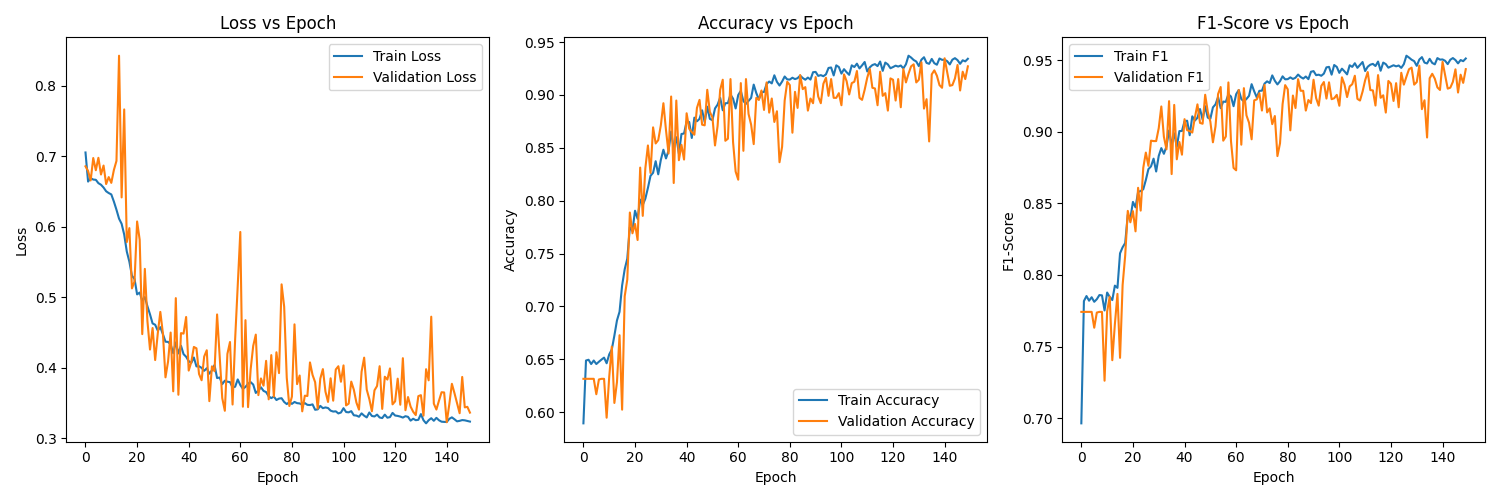 Loss vs Epoch
Train Loss
Validation Loss
0.8
0.7
0.6
0.5
0.4
0.3
Loss
0 20 40 60 80 100 120 140
Epoch
Accuracy vs Epoch
0.95
0.90
0.85
0.80
0.75
0.70
0.65
0.60
Accuracy
Train Accuracy
Validation Accuracy
0 20 40 60 80 100 120 140
Epoch
F1-Score vs Epoch
Train F1
Validation F1
0.95
0.90
0.85
0.80
0.75
0.70
F1-Score
0 20 40 60 80 100 120 140
Epoch